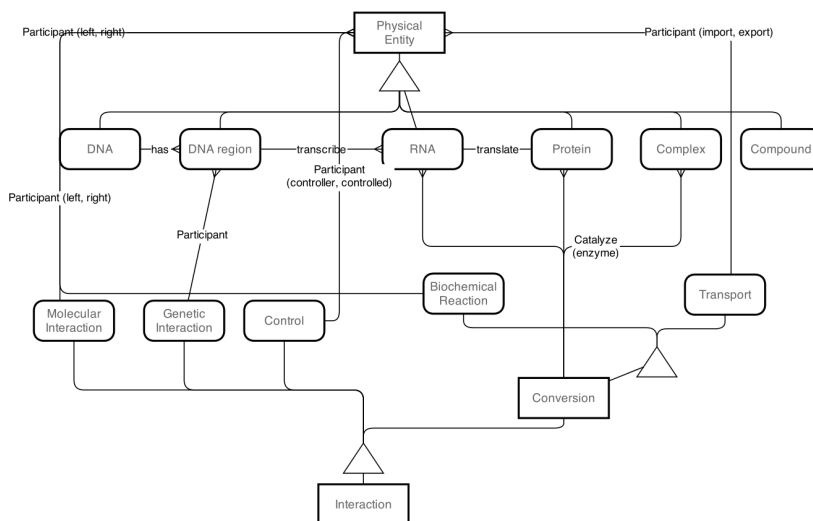 Physical
Entity
Participant (left, right)
Participant (import, export)
DNA
has
DNA region
transcribe
RNA
translate
Protein
Complex
Compound
Participant
(controller, controlled)
Participant (left, right)
Participant
Catalyze
(enzyme)
Molecular
Interaction
Genetic
Interaction
Control
Biochemical
Reaction
Transport
Conversion
Interaction